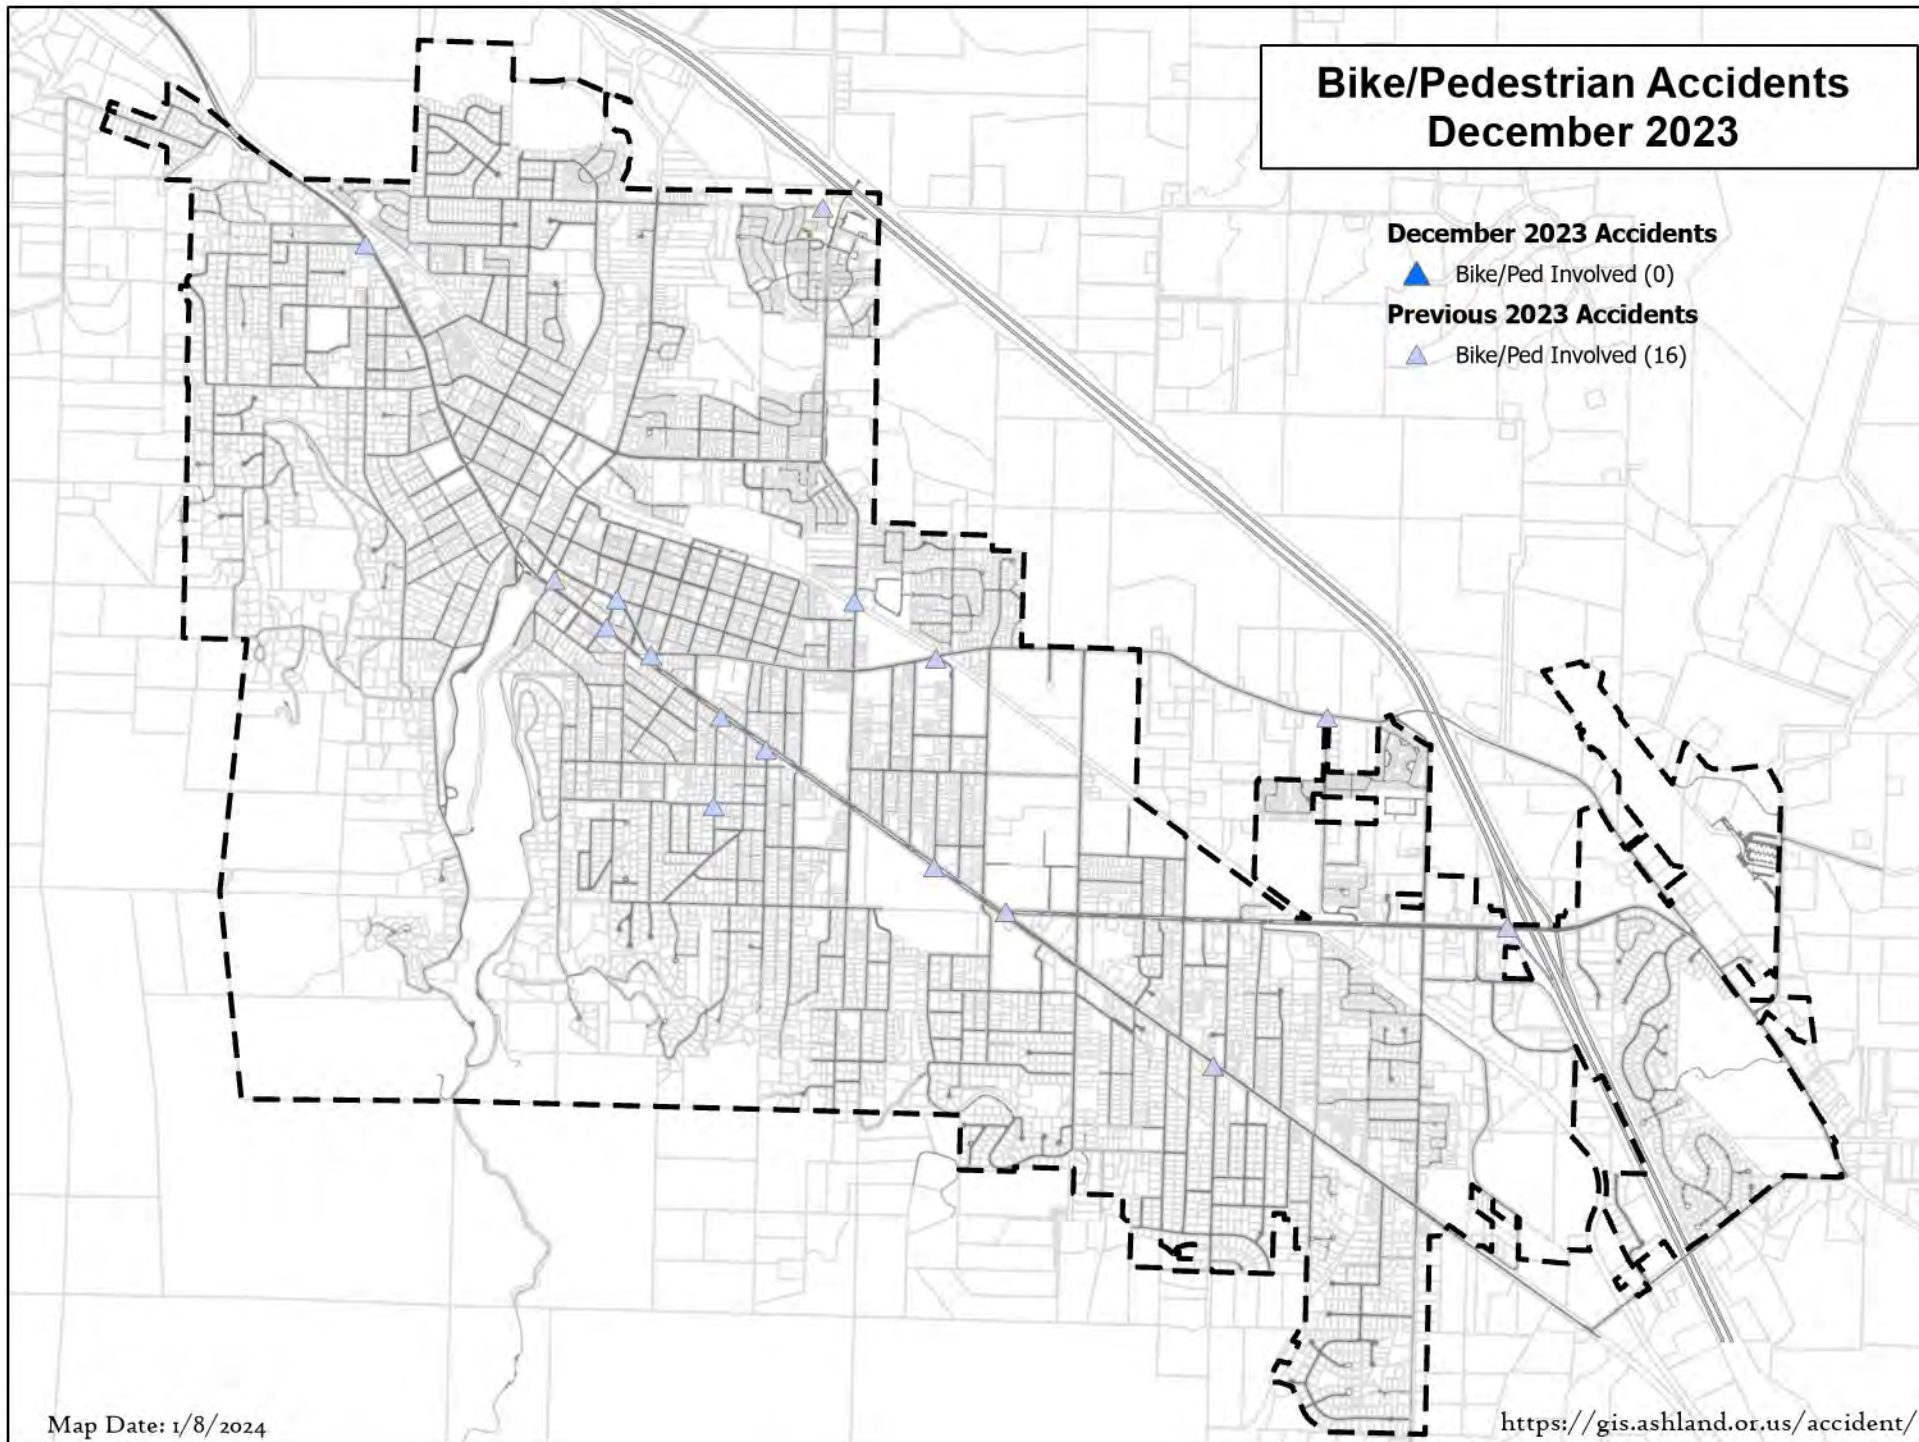 Bike/Pedestrian Accidents
December 2023
December 2023 Accidents
Bike/Ped Involved (0)
Previous 2023 Accidents
Bike/Ped Involved (16)
Map Date: 1/8/2024
https://gis.ashland.or.us/accident/